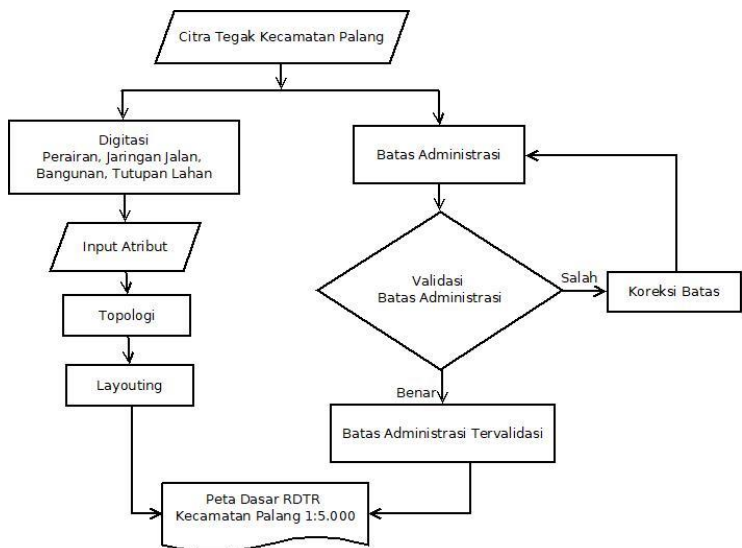 Citra Tegak Kecamatan Palang
Digitasi
Perairan, Jaringan Jalan,
Bangunan, Tutupan Lahan
Batas Administrasi
Input Atribut
Validasi
Batas Administrasi
Salah
Koreksi Batas
Topologi
Layouting
Benar
Batas Administrasi Tervalidasi
Peta Dasar RDTR
Kecamatan Palang 1:5.000